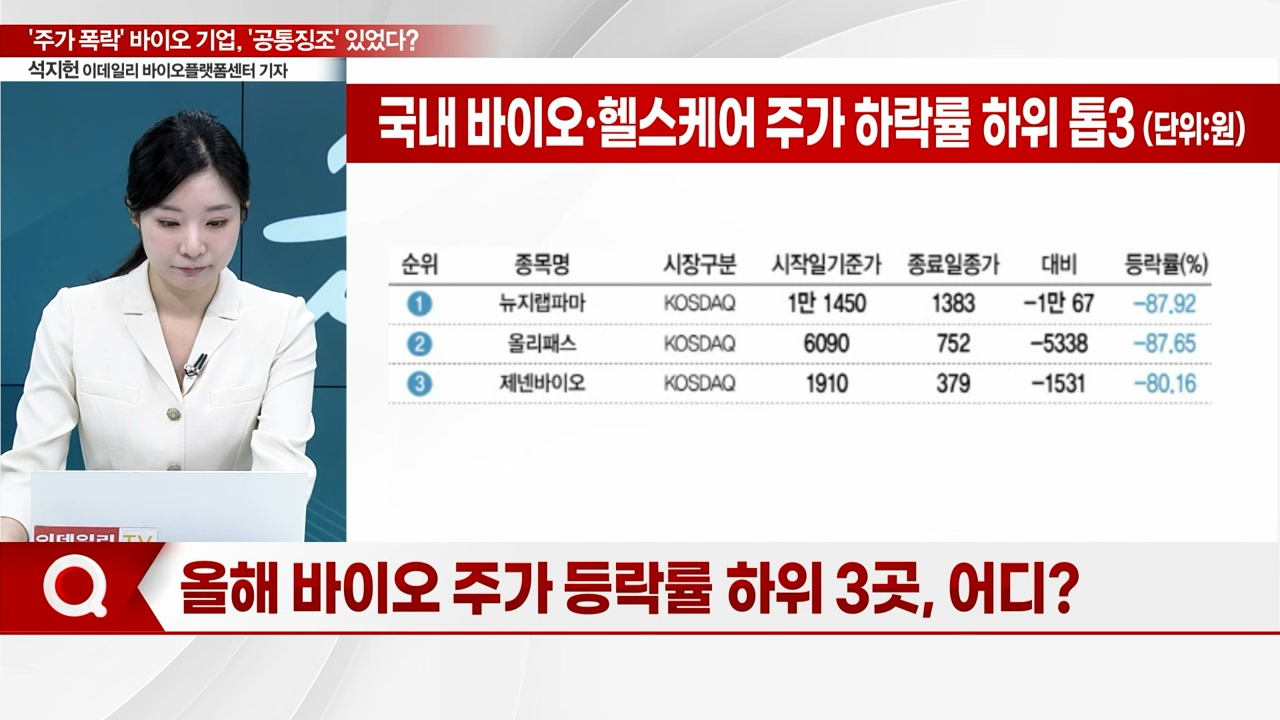 '주가 폭락' 바이오 기업, '공통징조' 있었다?
석지헌 이데일리 바이오플랫폼센터 기자
국내 바이오·헬스케어 주가 하락률 하위 톱3 (단위:원)
순위 종목명 시장구분 시작일기준가 종료일종가 대비 등락률(%)
1 뉴지랩파마 KOSDAQ 1만 1450 1383 -1만 67 -87.92
2 올리패스 KOSDAQ 6090 752 -5338 -87.65
3 제넨바이오 KOSDAQ 1910 379 -1531 -80.16
이데일리 TV
Q 올해 바이오 주가 등락률 하위 3곳, 어디?